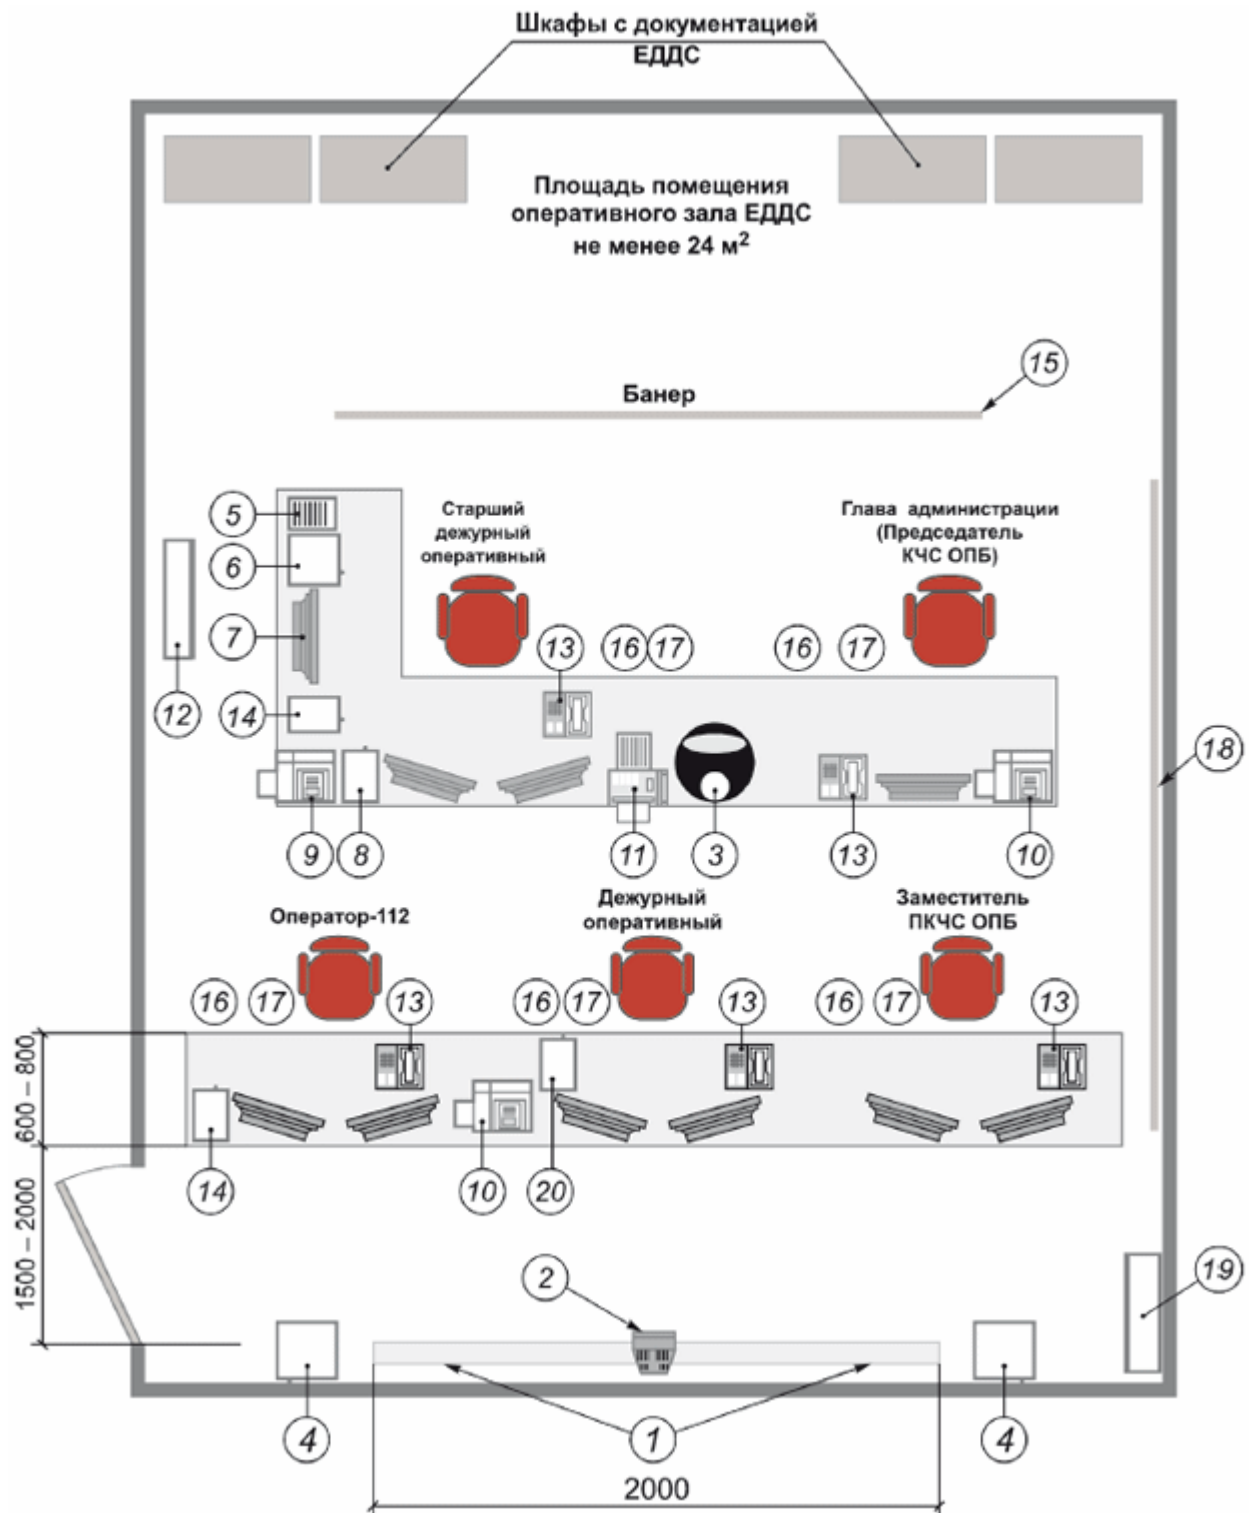 Шкафы с документацией
ЕДДС
Площадь помещения
оперативного зала ЕДДС
не менее 24 м²
15
Банер
5
Старший
дежурный
оперативный
Глава администрации
(Председатель
КЧС ОПБ)
6
7
13
16
17
16
17
12
14
18
9
8
11
3
13
10
Оператор-112
Дежурный
оперативный
Заместитель
ПКЧС ОПБ
16
17
13
16
17
13
16
17
13
600 – 800
14
10
20
1500 – 2000
2
19
4
1
4
2000